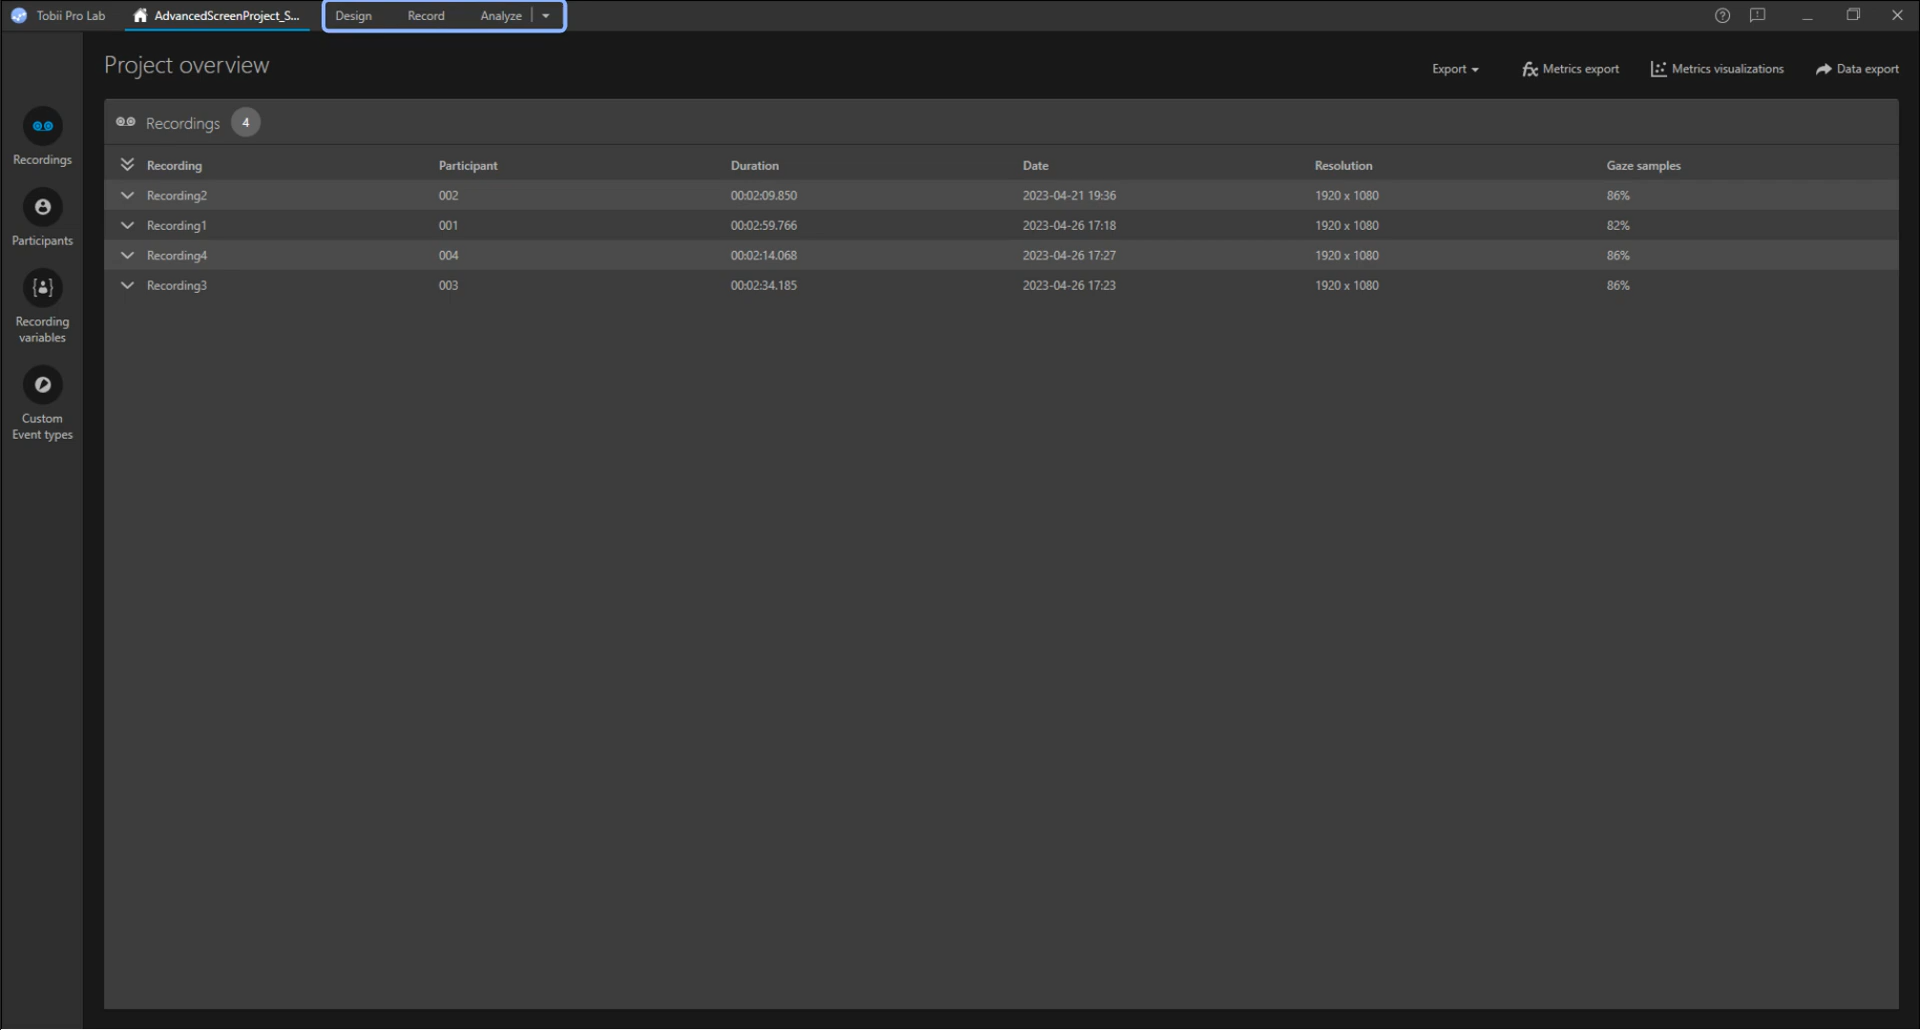 Tobii Pro Lab AdvancedScreenProject_S... Design Record Analyze
Project overview
Export Metrics export Metrics visualizations Data export
Recordings
Participants
Recording
variables
Custom
Event types
Recordings 4
Recording Participant Duration Date Resolution Gaze samples
Recording2 002 00:02:09.850 2023-04-21 19:36 1920 x 1080 86%
Recording1 001 00:02:59.766 2023-04-26 17:18 1920 x 1080 82%
Recording4 004 00:02:14.068 2023-04-26 17:27 1920 x 1080 86%
Recording3 003 00:02:34.185 2023-04-26 17:23 1920 x 1080 86%